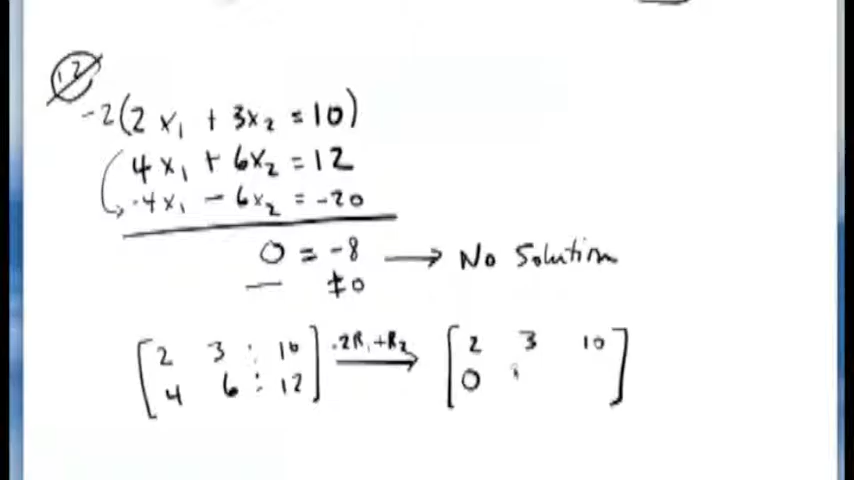 12
-2(2x₁ + 3x₂ = 10)
4x₁ + 6x₂ = 12
-4x₁ - 6x₂ = -20
0 = -8 → No Solution
— ≠0
[2 3 : 10] -2R₁+R₂ → [2 3 10]
[4 6 : 12] [0